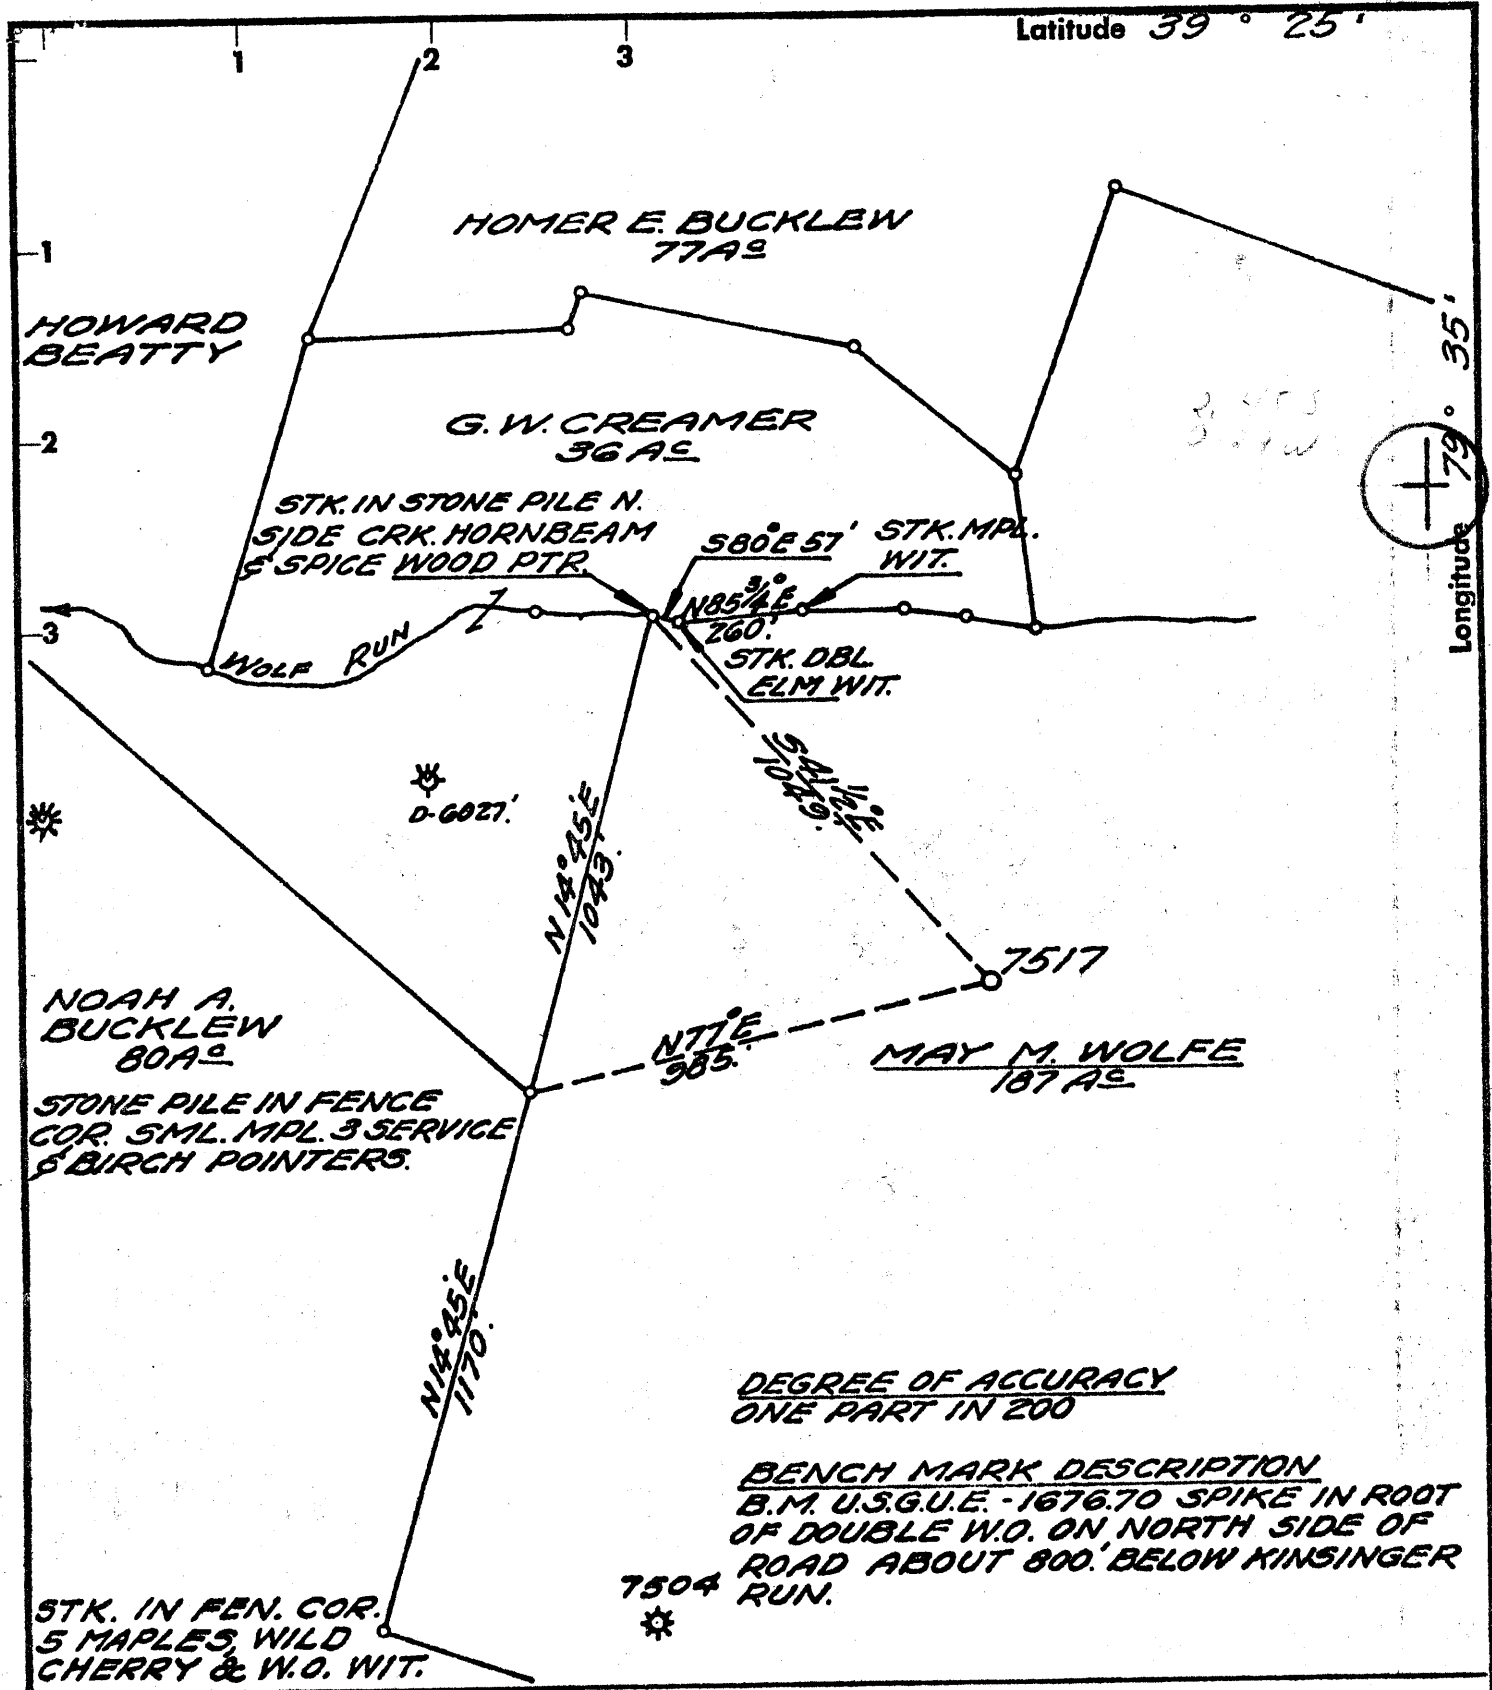 Latitude 39° 25'
1 2 3
HOMER E. BUCKLEW
77 Ac
1
HOWARD
BEATTY
35'
79°
Longitude
2
G. W. CREAMER
36 Ac
STK. IN STONE PILE N.
SIDE CRK. HORNBEAM
& SPICE WOOD PTR.
S80°E 57'
STK. MPL.
WIT.
N85¾°E
260.'
3
WOLF RUN
STK. DBL.
ELM WIT.
S41½°E
1049.'
D-6027.'
N14°45'E
1043.'
7517
NOAH A.
BUCKLEW
80 Ac
N77°E
985.'
MAY M. WOLFE
187 Ac
STONE PILE IN FENCE
COR. SML. MPL. 3 SERVICE
& BIRCH POINTERS.
N14°45'E
1170.'
DEGREE OF ACCURACY
ONE PART IN 200
BENCH MARK DESCRIPTION
B.M. U.S.G.U.E. - 1676.70 SPIKE IN ROOT
OF DOUBLE W.O. ON NORTH SIDE OF
ROAD ABOUT 800.' BELOW KINSINGER
RUN.
7504
STK. IN FEN. COR.
5 MAPLES, WILD
CHERRY & W.O. WIT.